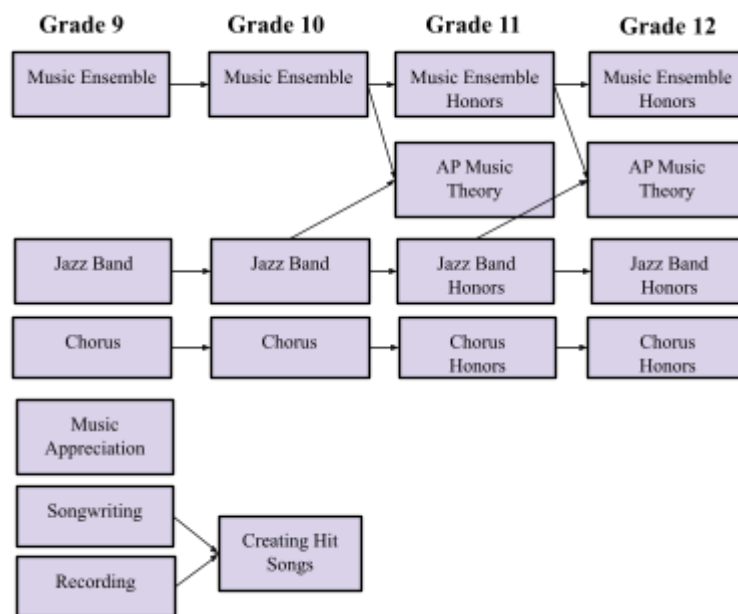 Grade 9 Grade 10 Grade 11 Grade 12
Music Ensemble
Music Ensemble
Music Ensemble
Honors
Music Ensemble
Honors
AP Music
Theory
AP Music
Theory
Jazz Band
Jazz Band
Jazz Band
Honors
Jazz Band
Honors
Chorus
Chorus
Chorus
Honors
Chorus
Honors
Music
Appreciation
Songwriting
Creating Hit
Songs
Recording